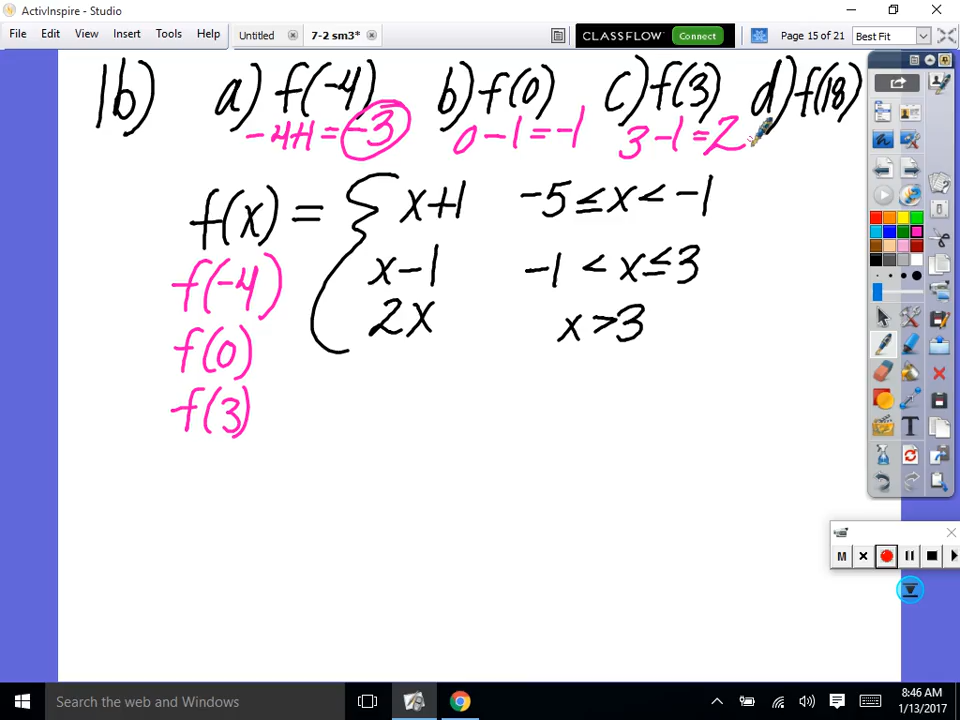 ActivInspire - Studio
File Edit View Insert Tools Help Untitled 7-2 sm3* CLASSFLOW Connect Page 15 of 21 Best Fit
1b) a) f(-4) b) f(0) c) f(3) d) f(18)
-4+1 = -3 0-1 = -1 3-1 = 2
f(x) = { x+1 -5 ≤ x < -1
x-1 -1 < x ≤ 3
2x x > 3
f(-4)
f(0)
f(3)
M
Search the web and Windows
8:46 AM
1/13/2017